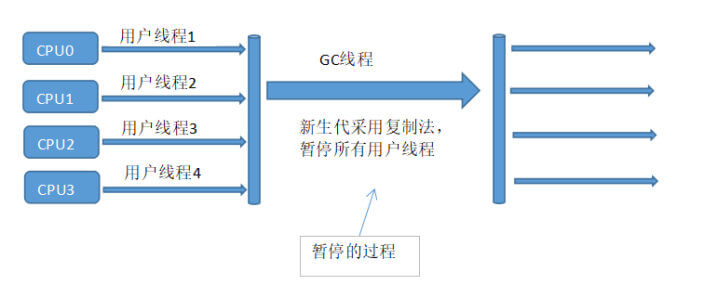 CPU0
用户线程1
CPU1
用户线程2
CPU2
用户线程3
CPU3
用户线程4
GC线程
新生代采用复制法，
暂停所有用户线程
暂停的过程